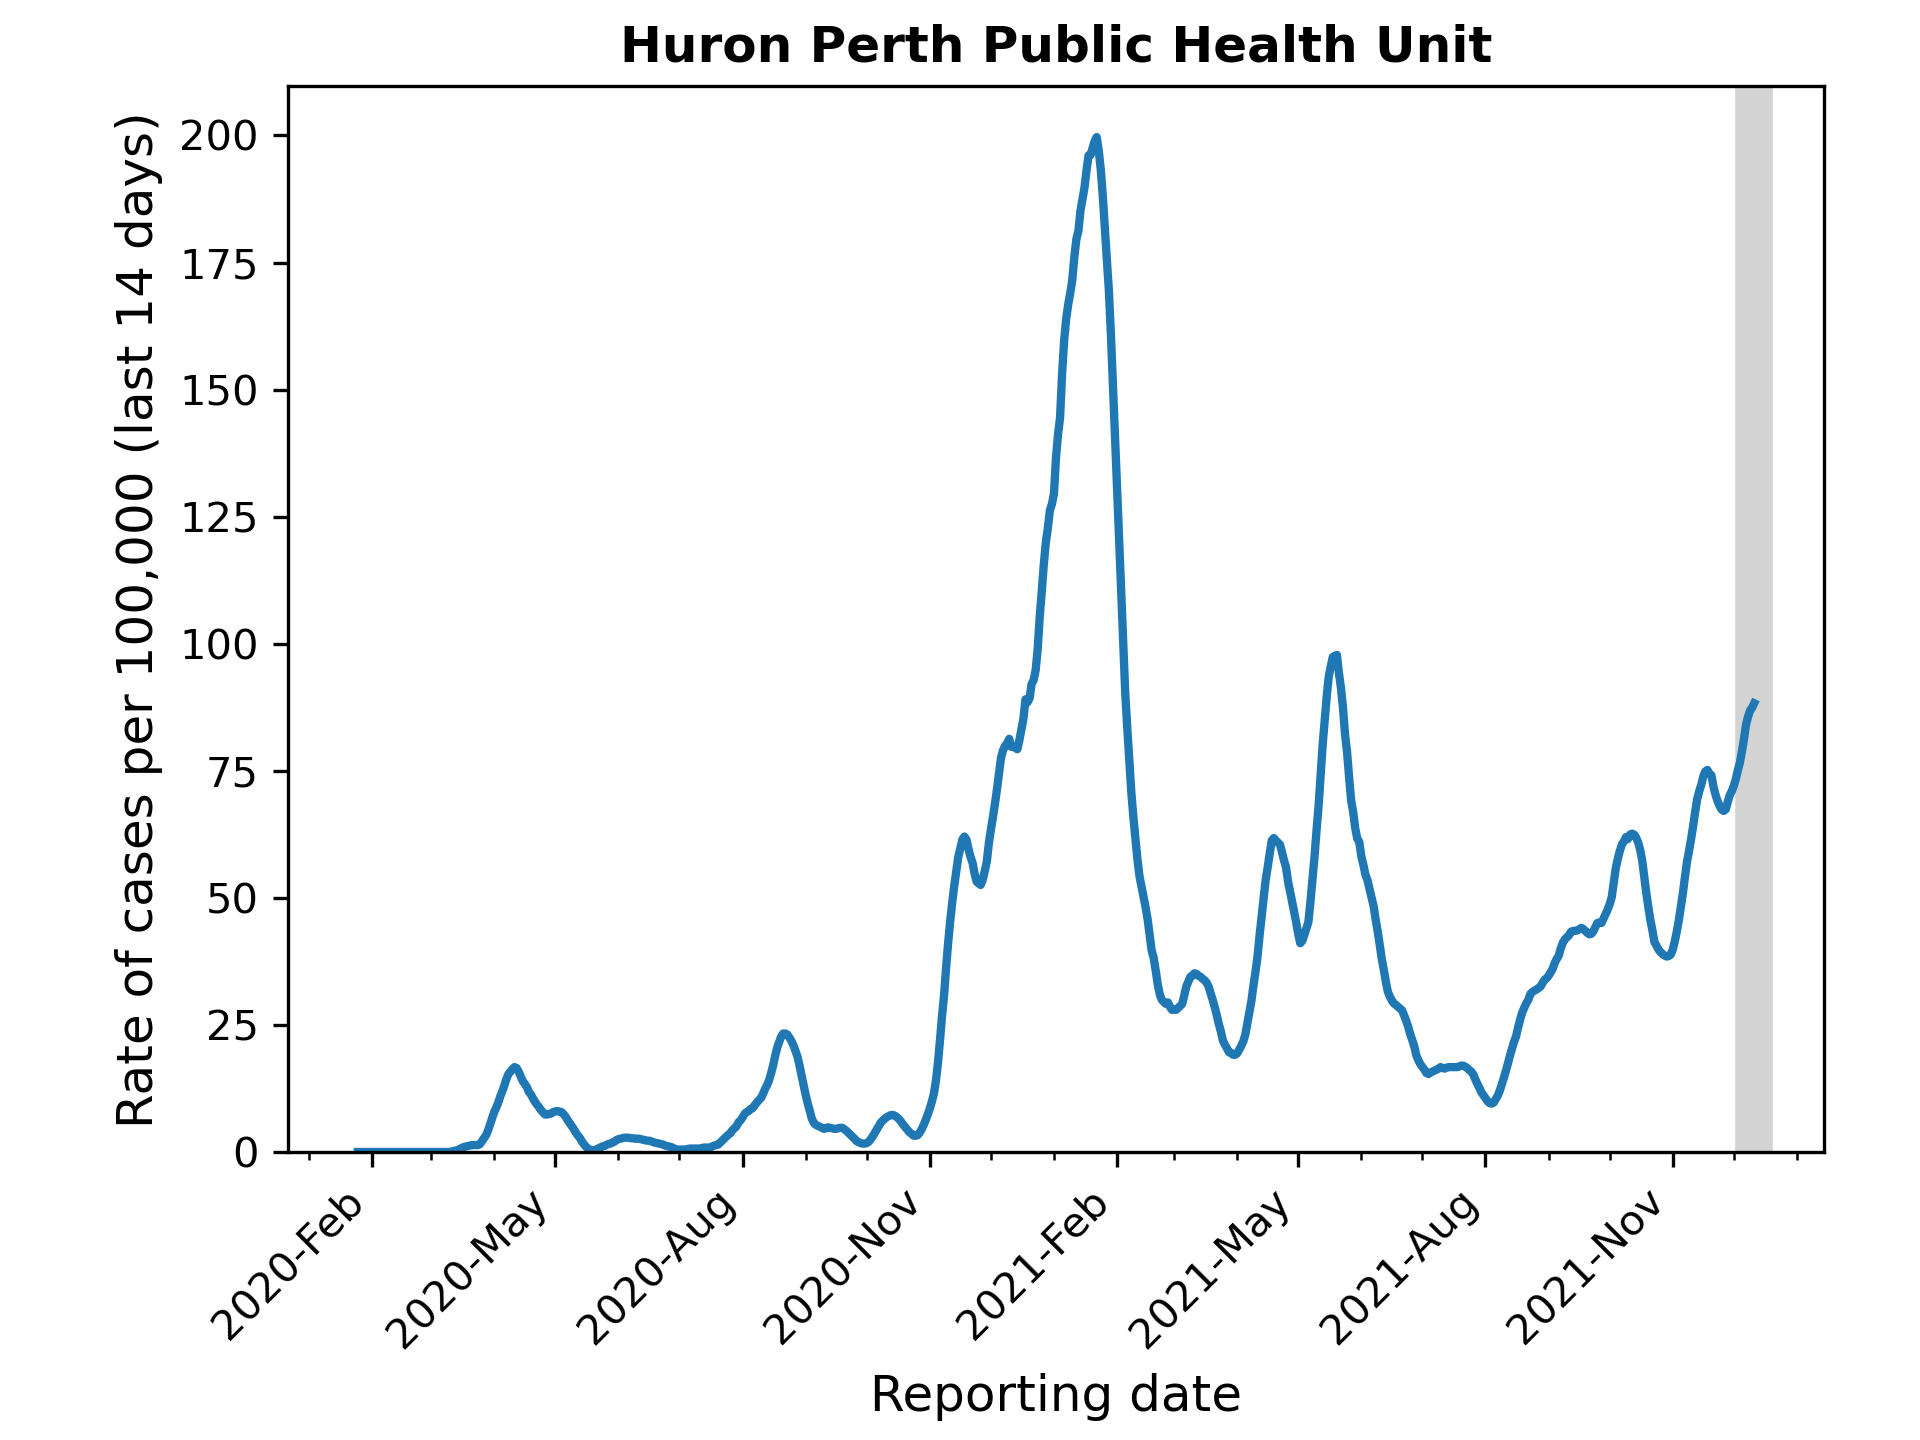 Huron Perth Public Health Unit
Rate of cases per 100,000 (last 14 days)
200
175
150
125
100
75
50
25
0
2020-Feb
2020-May
2020-Aug
2020-Nov
2021-Feb
2021-May
2021-Aug
2021-Nov
Reporting date